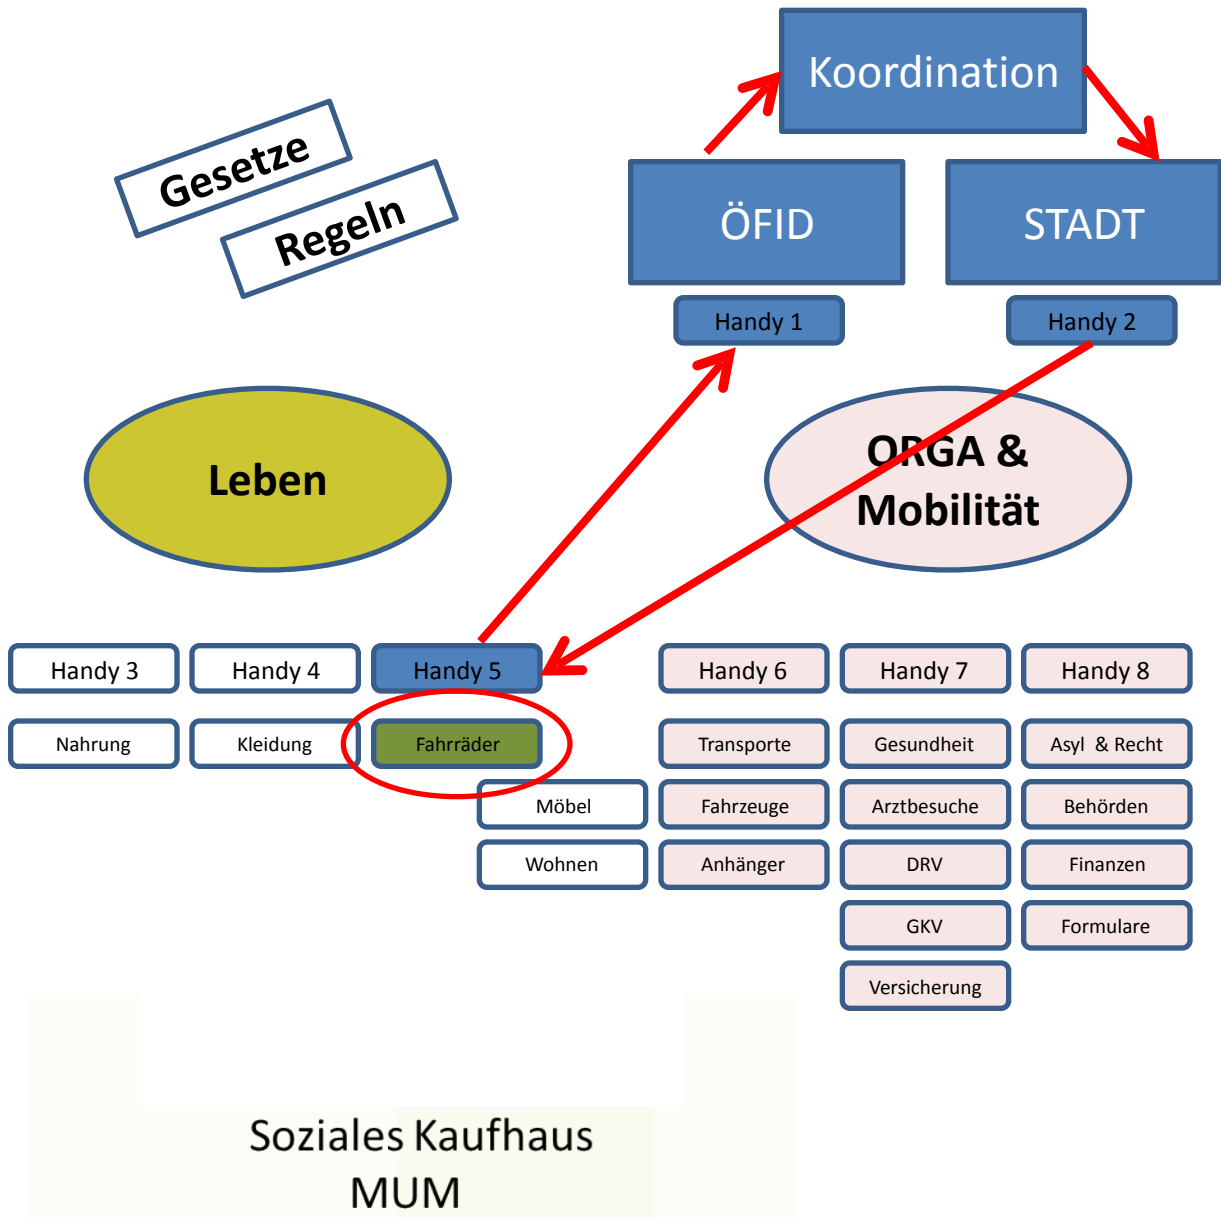 Koordination
Gesetze
Regeln
ÖFID
STADT
Handy 1
Handy 2
Leben
ORGA &
Mobilität
Handy 3
Handy 4
Handy 5
Handy 6
Handy 7
Handy 8
Nahrung
Kleidung
Fahrräder
Transporte
Gesundheit
Asyl & Recht
Möbel
Fahrzeuge
Arztbesuche
Behörden
Wohnen
Anhänger
DRV
Finanzen
GKV
Formulare
Versicherung
Soziales Kaufhaus
MUM